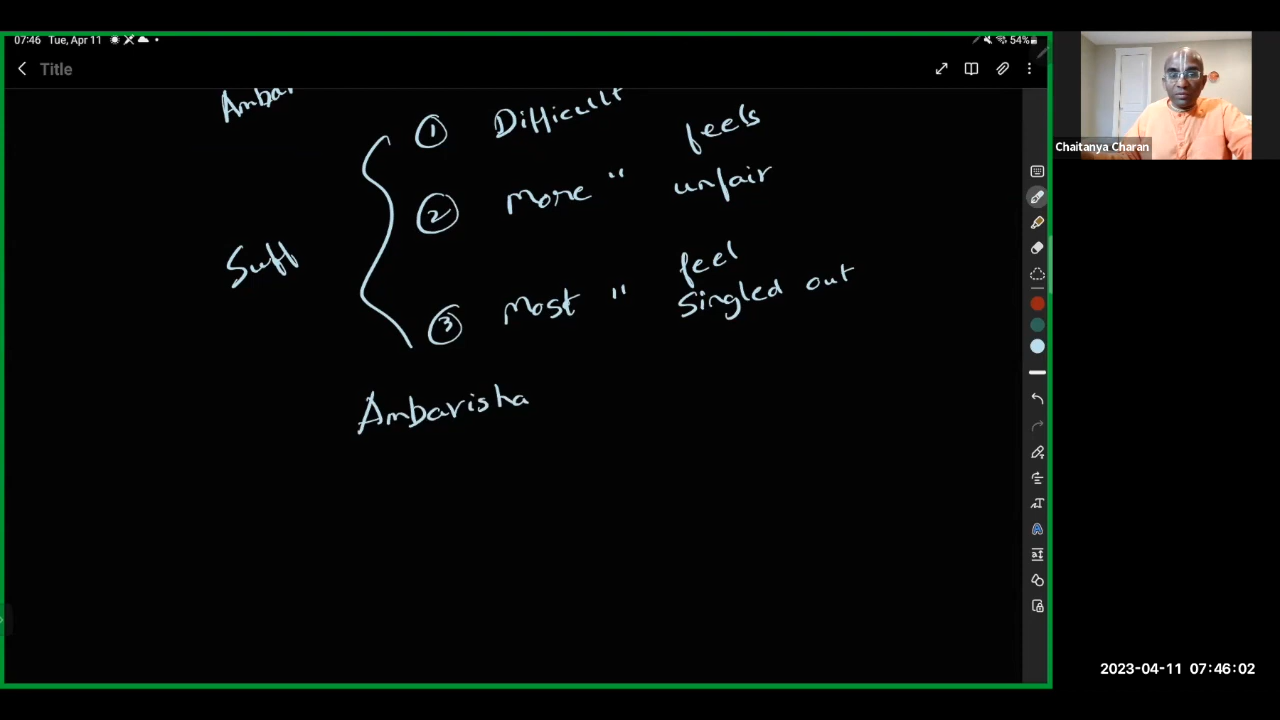 07:46 Tue, Apr 11
54%
Title
Ambar
① Difficult
feels
② More " unfair
Suff
feel
③ Most " singled out
Ambarisha
Chaitanya Charan
2023-04-11 07:46:02